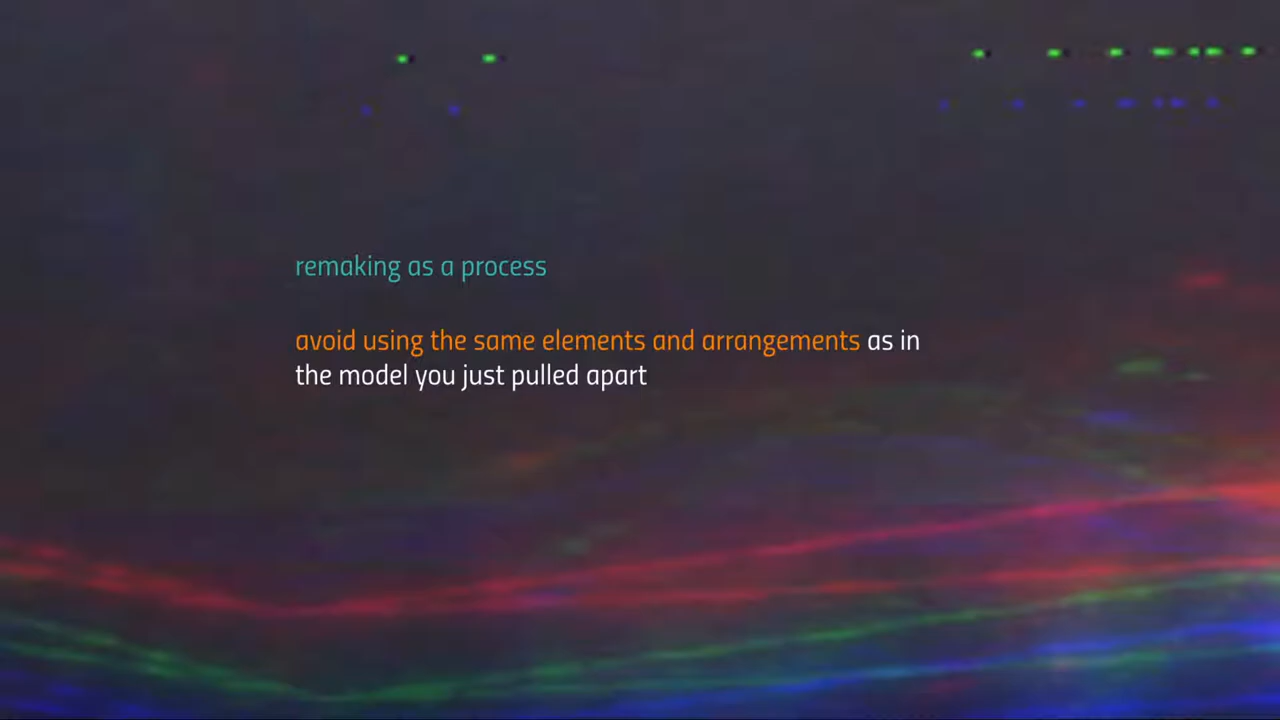 remaking as a process
avoid using the same elements and arrangements as in
the model you just pulled apart